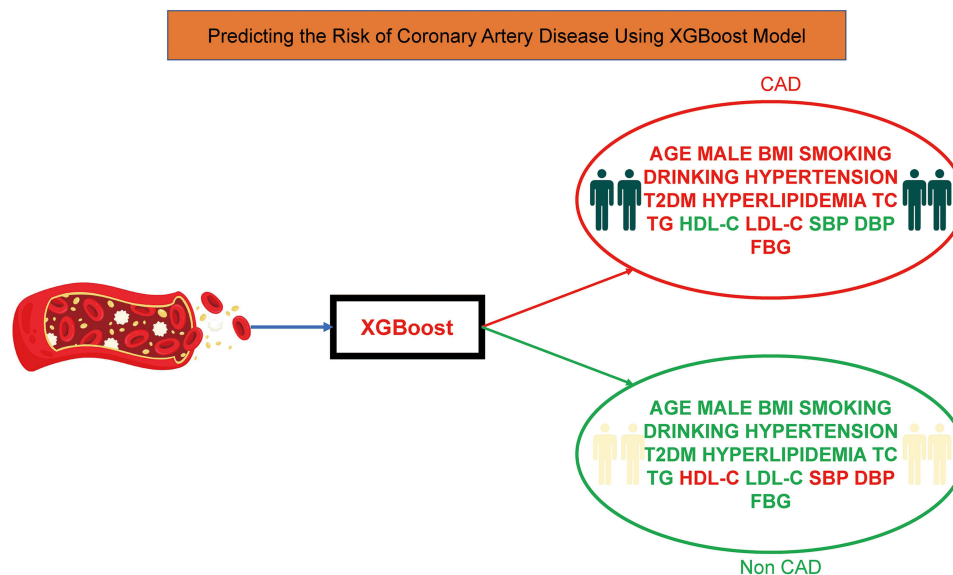 Predicting the Risk of Coronary Artery Disease Using XGBoost Model
CAD
AGE MALE BMI SMOKING
DRINKING HYPERTENSION
T2DM HYPERLIPIDEMIA TC
TG HDL-C LDL-C SBP DBP
FBG
XGBoost
AGE MALE BMI SMOKING
DRINKING HYPERTENSION
T2DM HYPERLIPIDEMIA TC
TG HDL-C LDL-C SBP DBP
FBG
Non CAD